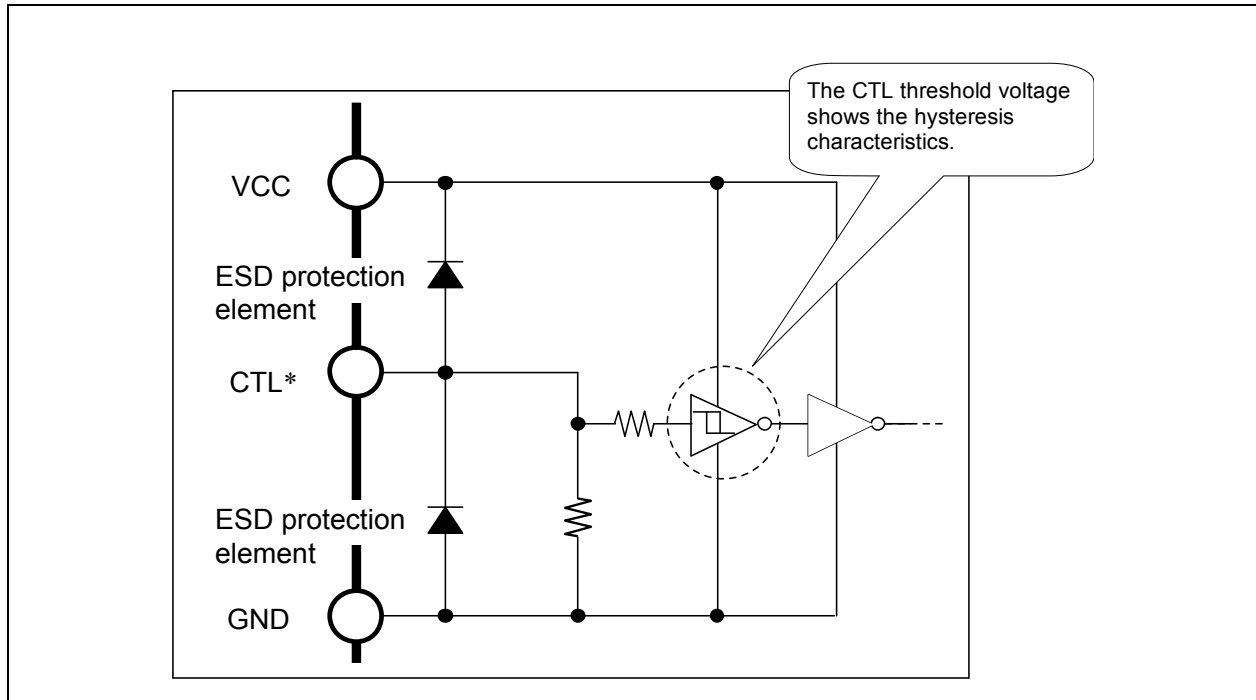 The CTL threshold voltage
shows the hysteresis
characteristics.
VCC
ESD protection
element
CTL*
ESD protection
element
GND